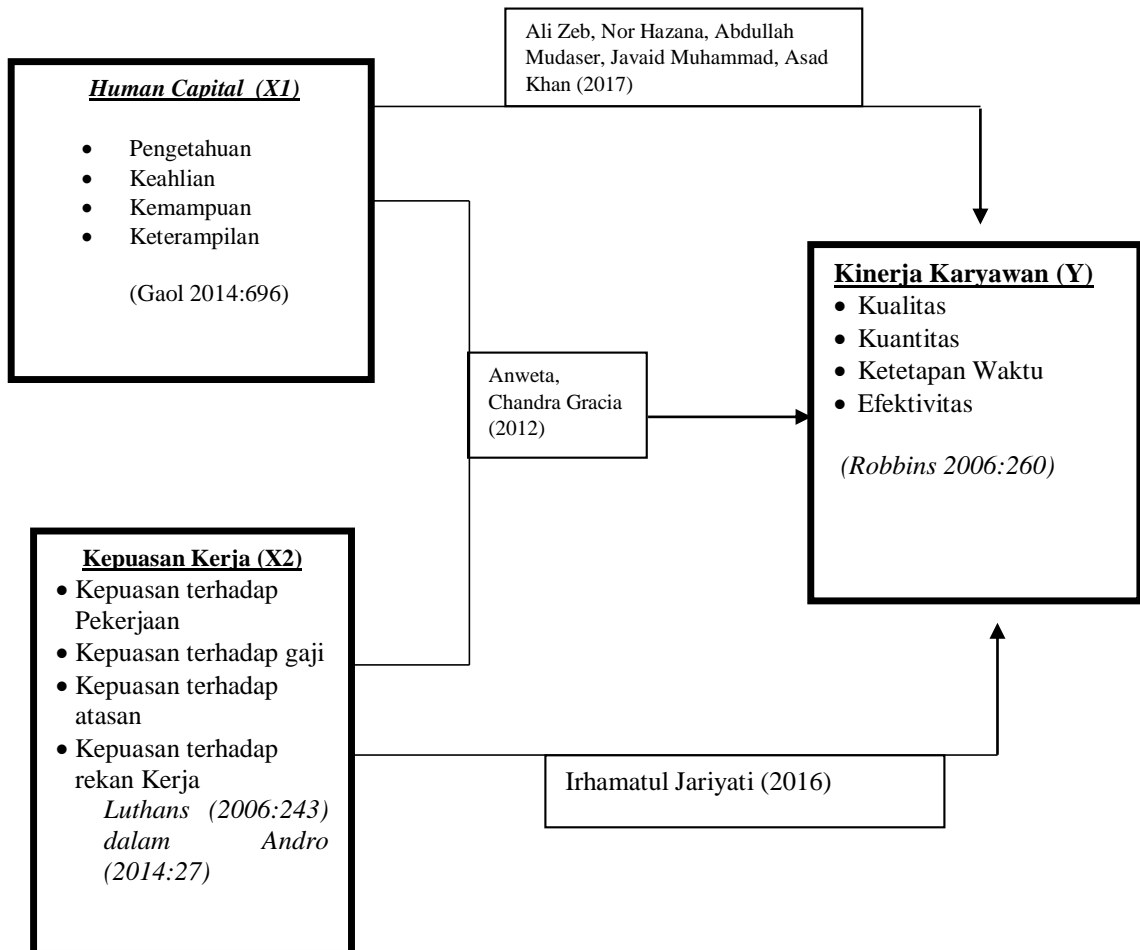 Ali Zeb, Nor Hazana, Abdullah
Mudaser, Javaid Muhammad, Asad
Khan (2017)
Human Capital (X1)
• Pengetahuan
• Keahlian
• Kemampuan
• Keterampilan
(Gaol 2014:696)
Kinerja Karyawan (Y)
• Kualitas
• Kuantitas
• Ketetapan Waktu
• Efektivitas
(Robbins 2006:260)
Anweta,
Chandra Gracia
(2012)
Kepuasan Kerja (X2)
• Kepuasan terhadap
Pekerjaan
• Kepuasan terhadap gaji
• Kepuasan terhadap
atasan
• Kepuasan terhadap
rekan Kerja
Luthans (2006:243)
dalam Andro
(2014:27)
Irhamatul Jariyati (2016)